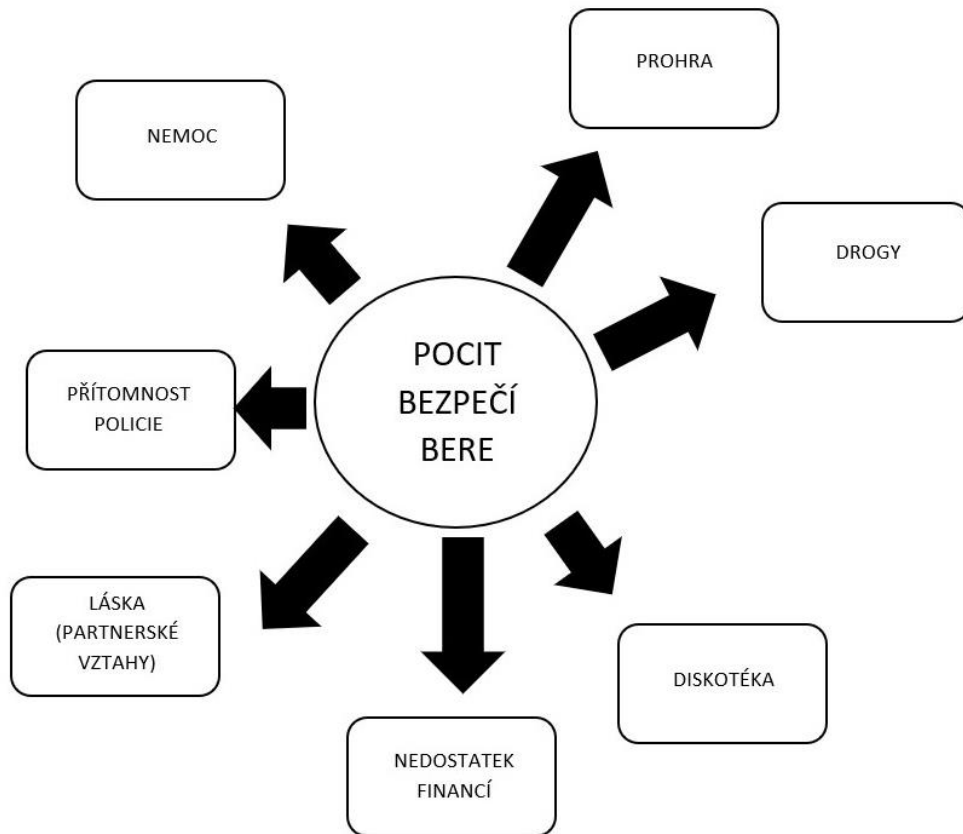 PROHRA
NEMOC
DROGY
POCIT
BEZPEČÍ
BERE
PŘÍTOMNOST
POLICIE
LÁSKA
(PARTNERSKÉ
VZTAHY)
DISKOTÉKA
NEDOSTATEK
FINANCÍ